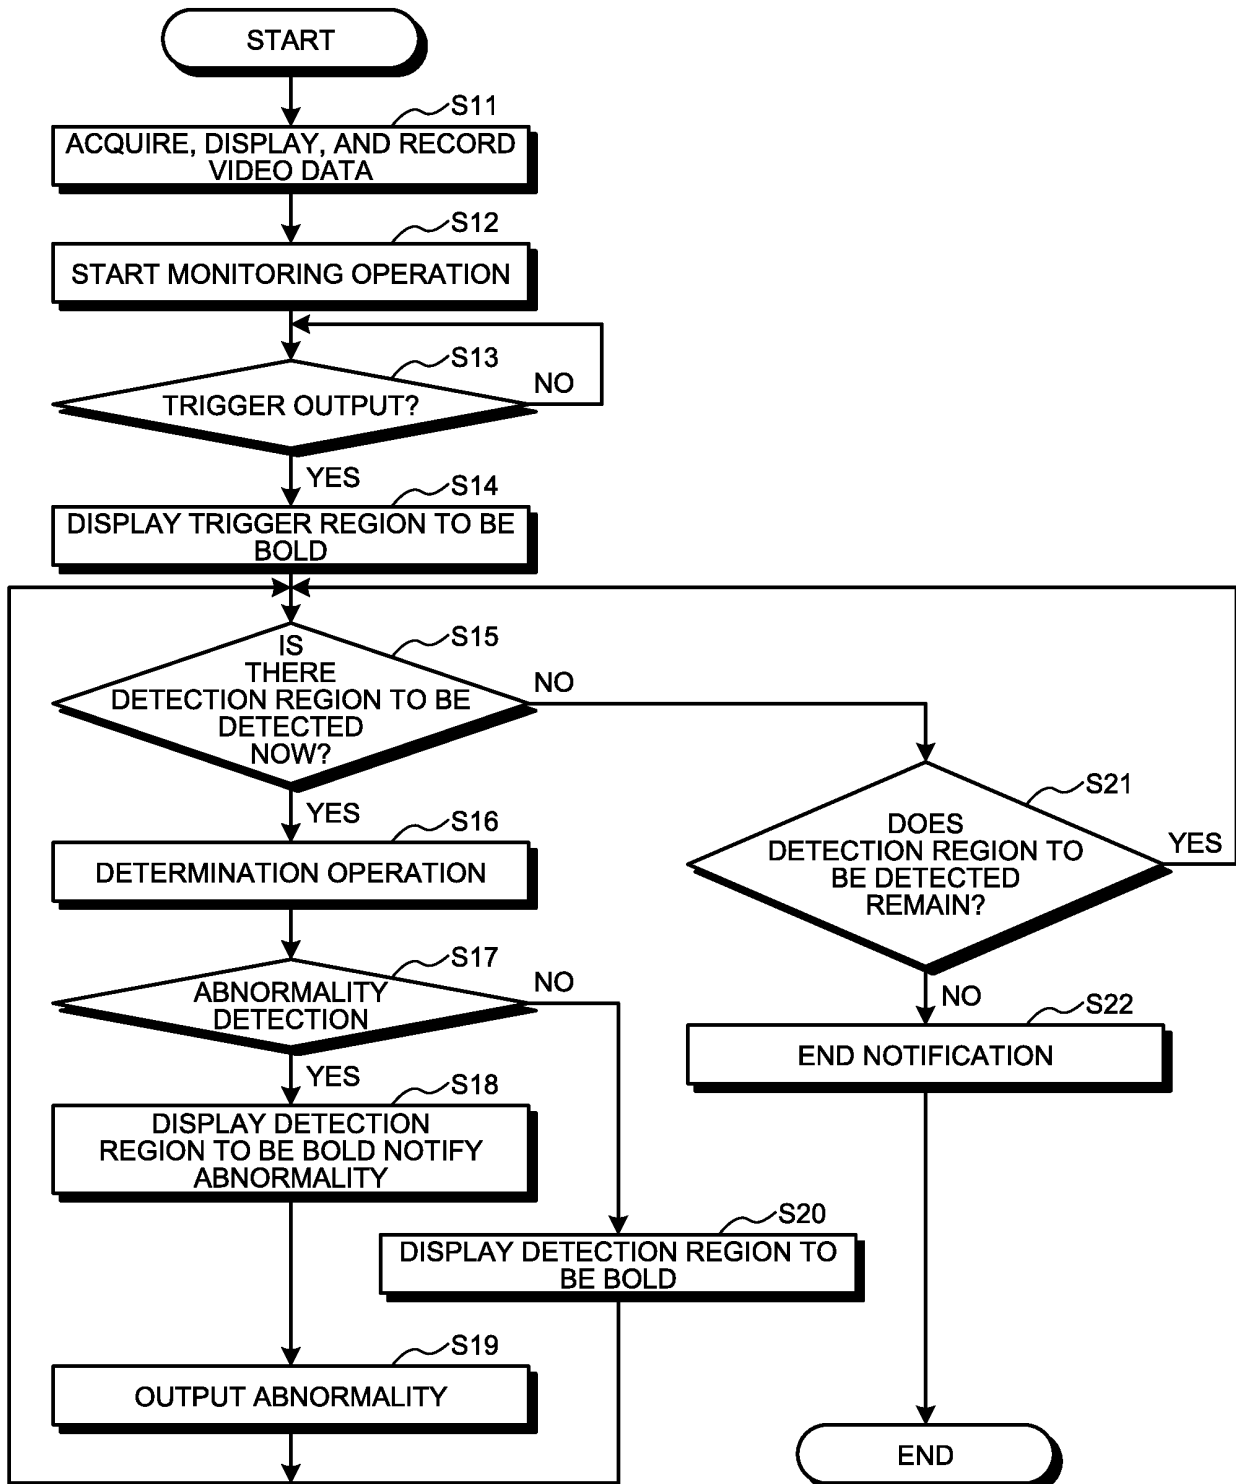 START
S11
ACQUIRE, DISPLAY, AND RECORD
VIDEO DATA
S12
START MONITORING OPERATION
S13
NO
TRIGGER OUTPUT?
YES
S14
DISPLAY TRIGGER REGION TO BE
BOLD
S15
IS
THERE
DETECTION REGION TO BE
DETECTED
NOW?
NO
YES
S16
DETERMINATION OPERATION
S17
ABNORMALITY
DETECTION
NO
YES
S18
DISPLAY DETECTION
REGION TO BE BOLD NOTIFY
ABNORMALITY
S19
OUTPUT ABNORMALITY
S20
DISPLAY DETECTION REGION TO
BE BOLD
S21
DOES
DETECTION REGION TO
BE DETECTED
REMAIN?
YES
NO
S22
END NOTIFICATION
END